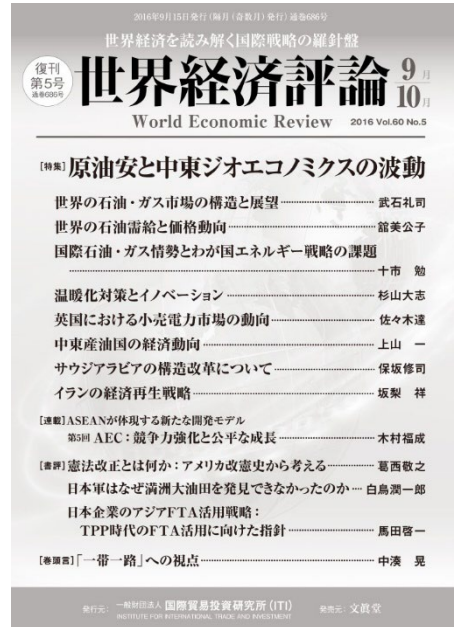 2016年9月15日発行（隔月（奇数月）発行）通巻686号
世界経済を読み解く国際戦略の羅針盤
復刊
第5号
通巻686号
世界経済評論
9月
10月
World Economic Review
2016 Vol.60 No.5
［特集］原油安と中東ジオエコノミクスの波動
世界の石油・ガス市場の構造と展望 武石礼司
世界の石油需給と価格動向 舘美公子
国際石油・ガス情勢とわが国エネルギー戦略の課題
十市 勉
温暖化対策とイノベーション 杉山大志
英国における小売電力市場の動向 佐々木達
中東産油国の経済動向 上山 一
サウジアラビアの構造改革について 保坂修司
イランの経済再生戦略 坂梨 祥
［連載］ASEANが体現する新たな開発モデル
第5回 AEC：競争力強化と公平な成長 木村福成
［書評］憲法改正とは何か：アメリカ改憲史から考える 葛西敬之
日本軍はなぜ満洲大油田を発見できなかったのか 白鳥潤一郎
日本企業のアジアFTA活用戦略：
TPP時代のFTA活用に向けた指針 馬田啓一
［巻頭言］「一帯一路」への視点 中湊 晃
発行元： 一般財団法人 国際貿易投資研究所（ITI）
INSTITUTE FOR INTERNATIONAL TRADE AND INVESTMENT
発売元：文眞堂